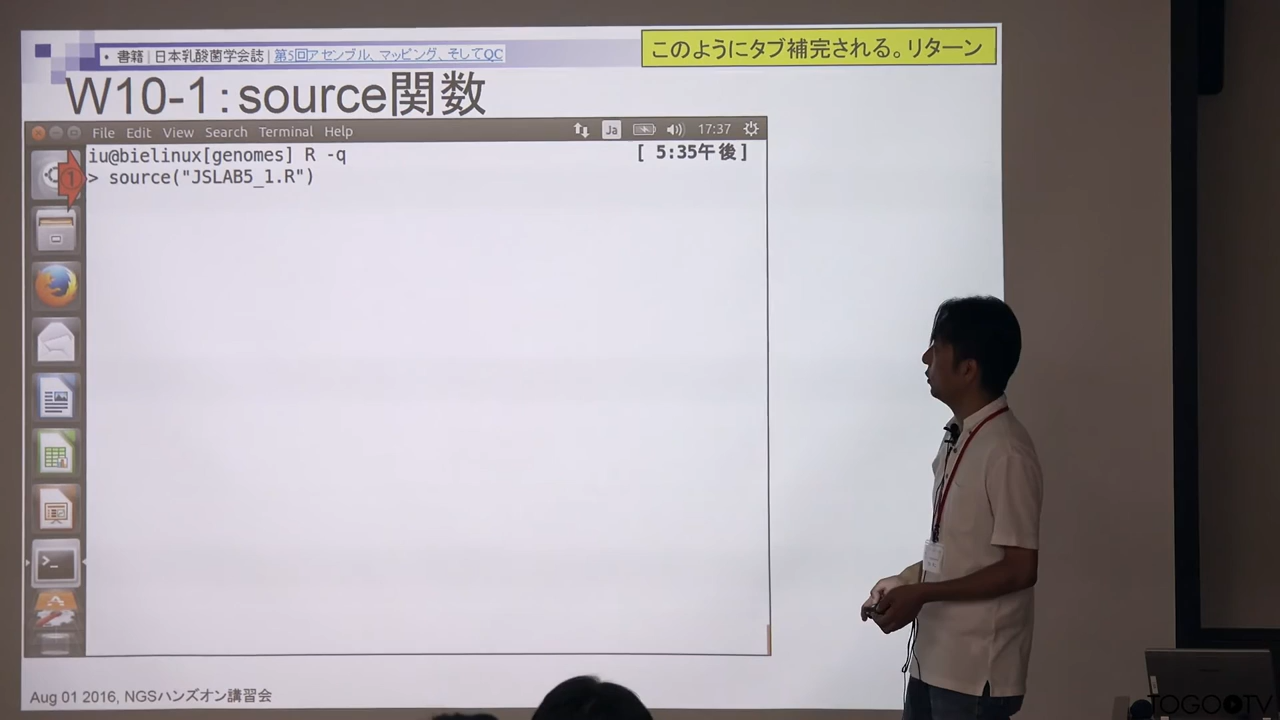 • 書籍 | 日本乳酸菌学会誌 | 第5回アセンブル、マッピング、そしてQC
このようにタブ補完される。リターン
W10-1：source関数
File Edit View Search Terminal Help
Ja
17:37
iu@bielinux[genomes] R -q
[ 5:35午後]
①
> source("JSLAB5_1.R")
Aug 01 2016, NGSハンズオン講習会
TOGOTV